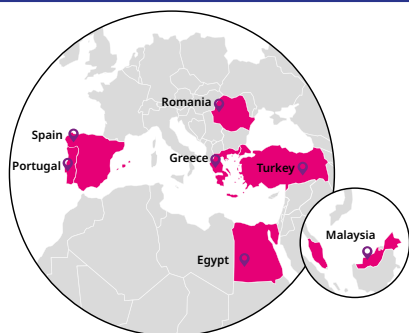 Romania
Spain
Portugal
Greece
Turkey
Malaysia
Egypt